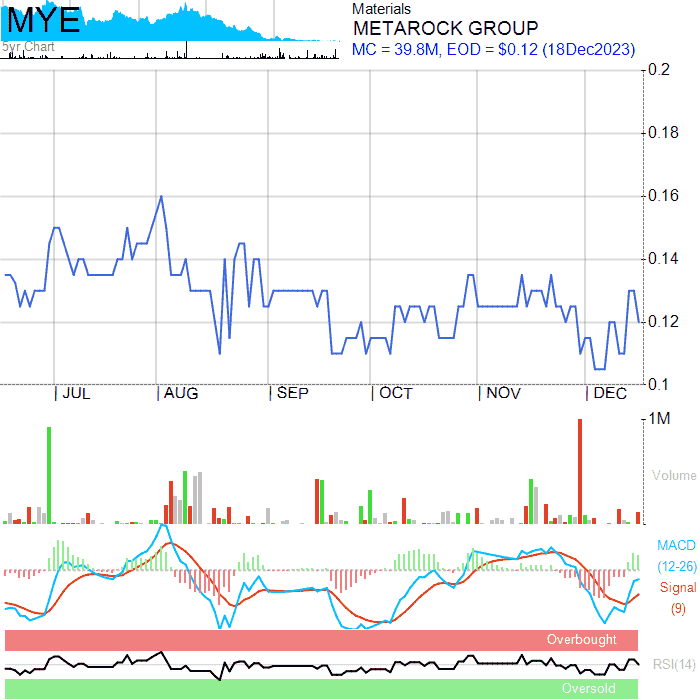 MYE
5yr Chart
Materials
METAROCK GROUP
MC = 39.8M, EOD = $0.12 (18Dec2023)
0.2
0.18
0.16
0.14
0.12
0.1
JUL AUG SEP OCT NOV DEC
1M
Volume
MACD
(12-26)
Signal
(9)
Overbought
RSI(14)
Oversold